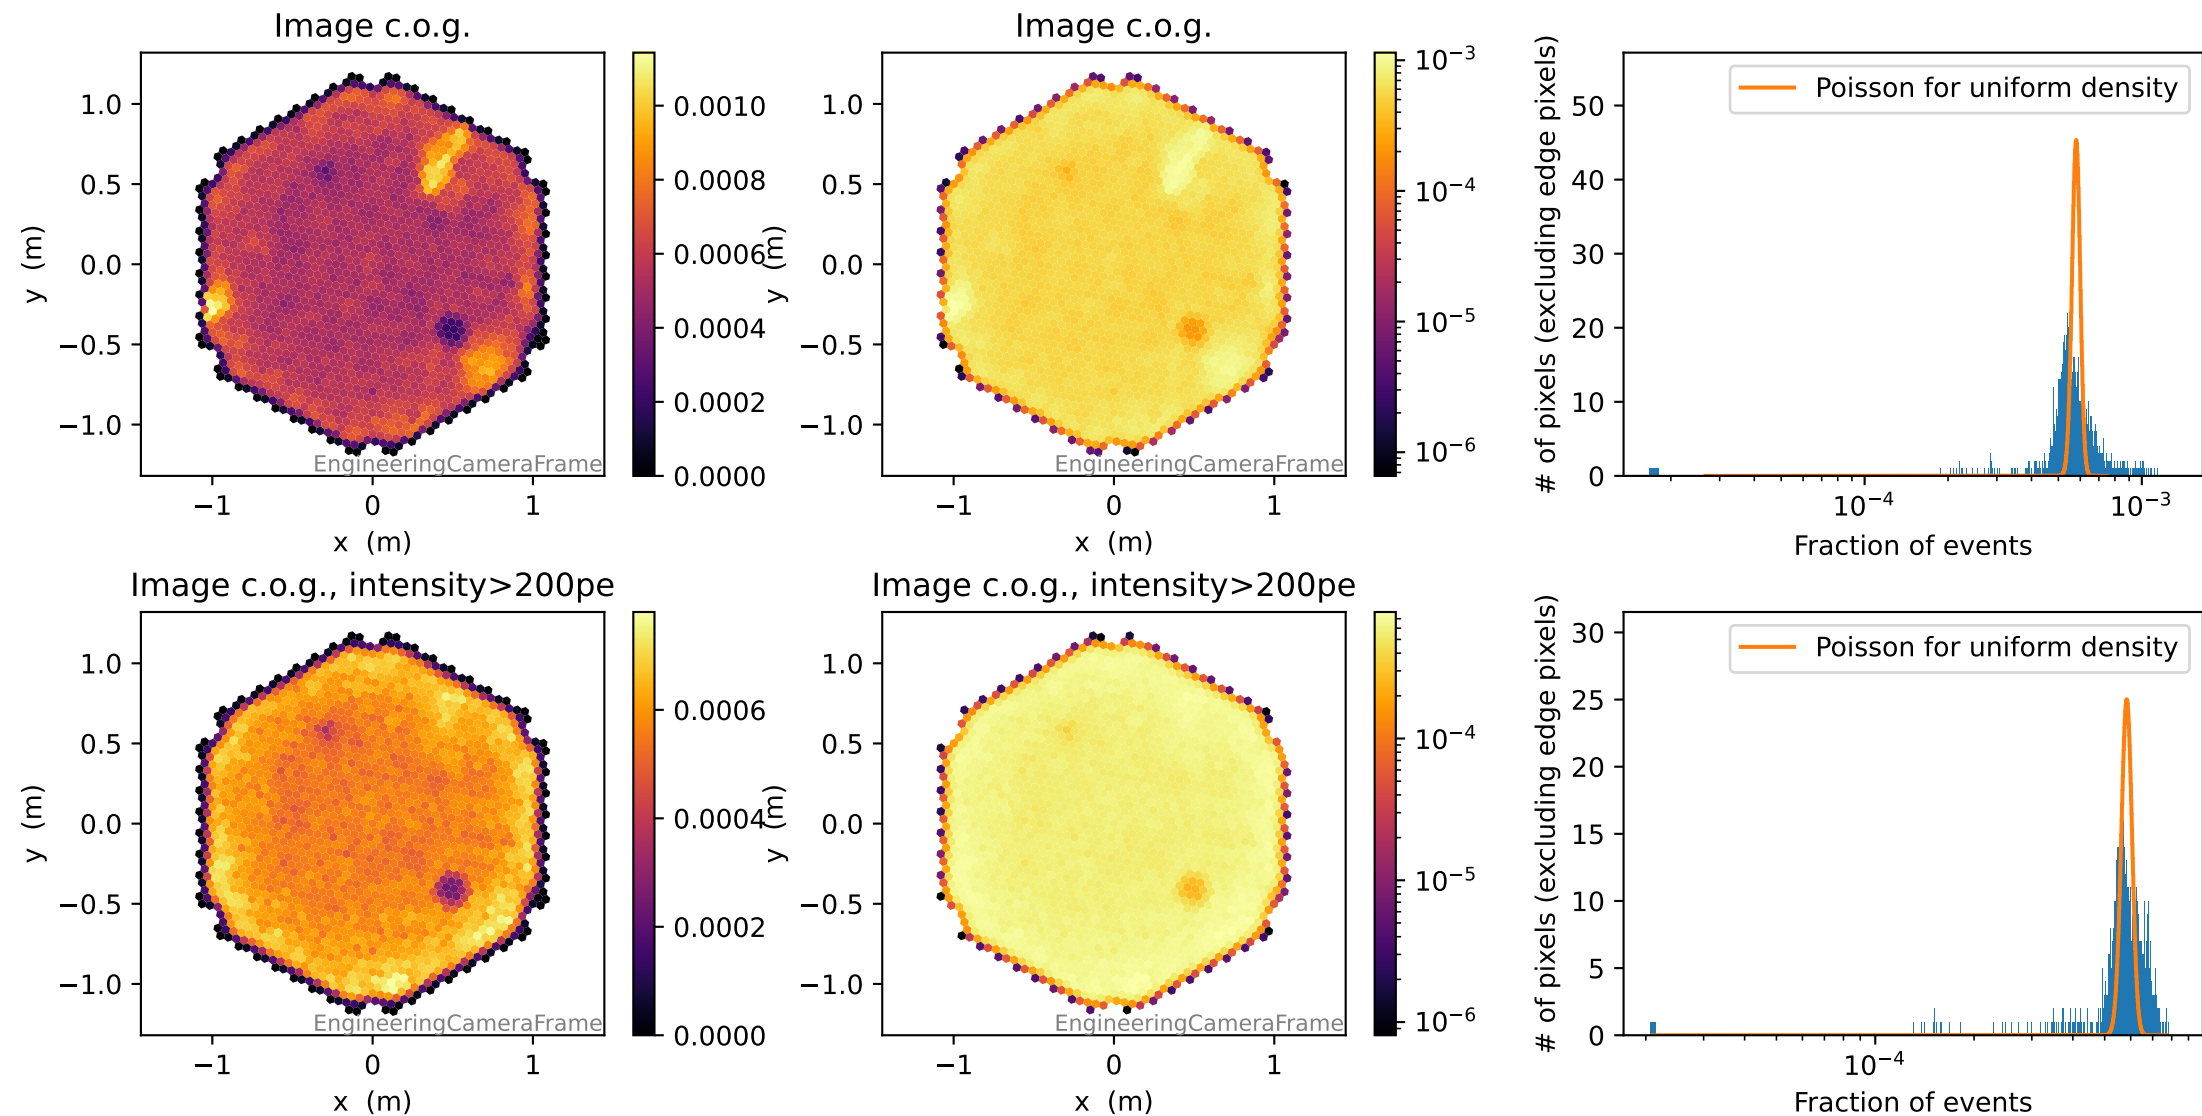 Image c.o.g.
1.0
0.5
0.0
−0.5
−1.0
y (m)
−1
0
1
x (m)
EngineeringCameraFrame
0.0010
0.0008
0.0006
0.0004
0.0002
0.0000
Image c.o.g.
1.0
0.5
0.0
−0.5
−1.0
y (m)
−1
0
1
x (m)
EngineeringCameraFrame
10⁻³
10⁻⁴
10⁻⁵
10⁻⁶
Poisson for uniform density
50
40
30
20
10
0
# of pixels (excluding edge pixels)
10⁻⁴
10⁻³
Fraction of events
Image c.o.g., intensity>200pe
1.0
0.5
0.0
−0.5
−1.0
y (m)
−1
0
1
x (m)
EngineeringCameraFrame
0.0006
0.0004
0.0002
0.0000
Image c.o.g., intensity>200pe
1.0
0.5
0.0
−0.5
−1.0
y (m)
−1
0
1
x (m)
EngineeringCameraFrame
10⁻⁴
10⁻⁵
10⁻⁶
Poisson for uniform density
30
25
20
15
10
5
0
# of pixels (excluding edge pixels)
10⁻⁴
Fraction of events